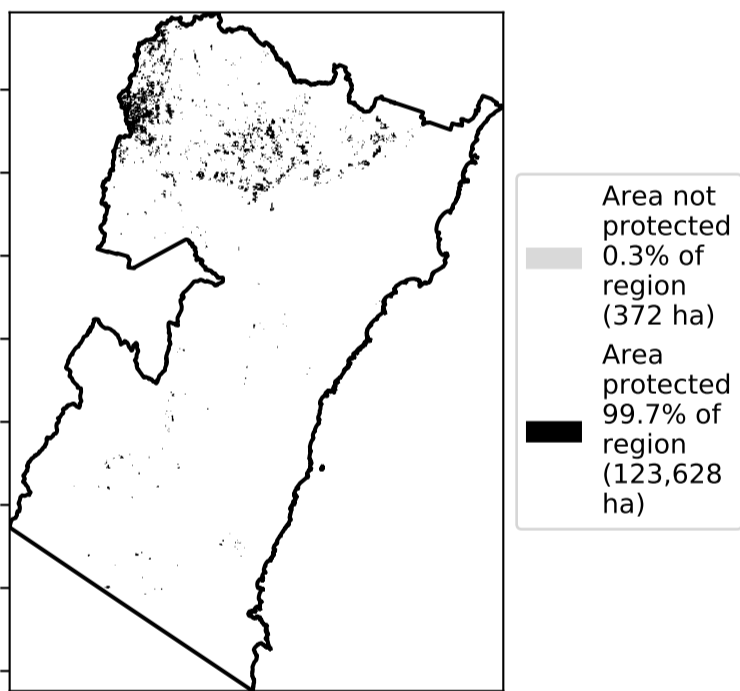 Area not
protected
0.3% of
region
(372 ha)
Area
protected
99.7% of
region
(123,628
ha)